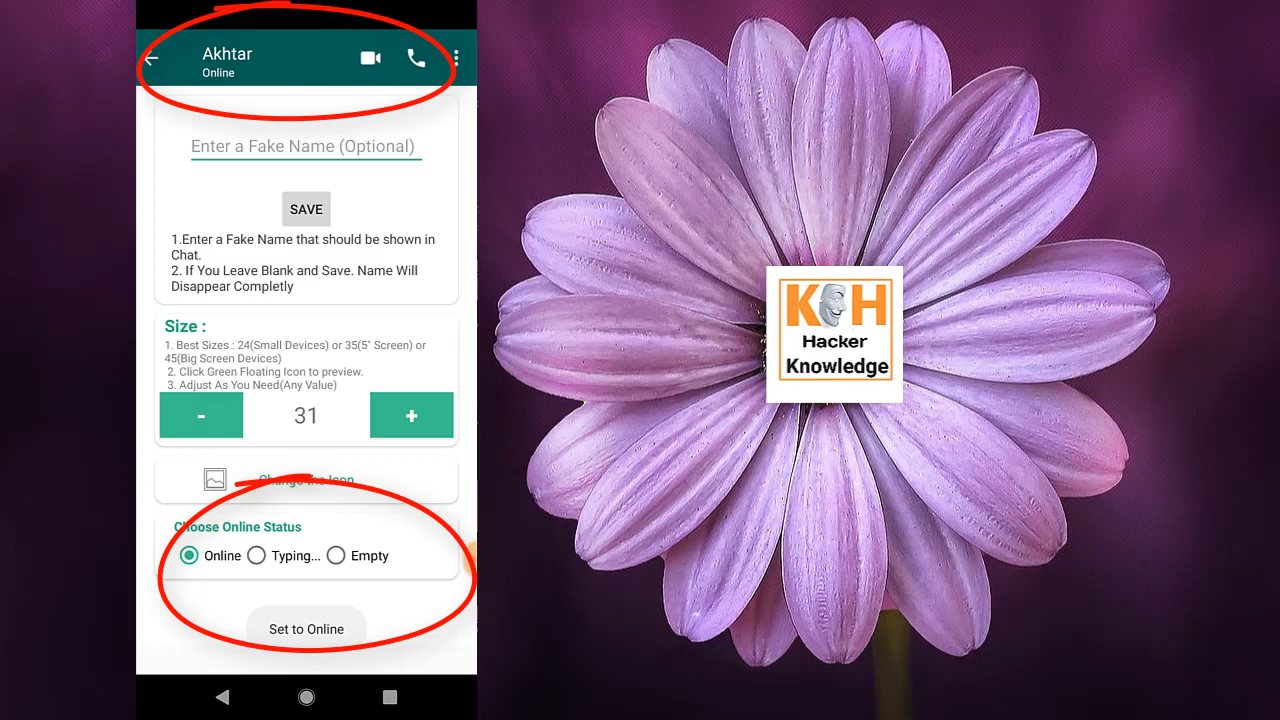 Akhtar
Online
Enter a Fake Name (Optional)
SAVE
1.Enter a Fake Name that should be shown in
Chat.
2. If You Leave Blank and Save. Name Will
Disappear Completly
Size :
1. Best Sizes : 24(Small Devices) or 35(5" Screen) or
45(Big Screen Devices)
2. Click Green Floating Icon to preview.
3. Adjust As You Need(Any Value)
- 31 +
Change the Icon
Choose Online Status
Online Typing... Empty
Set to Online
K H
Hacker
Knowledge